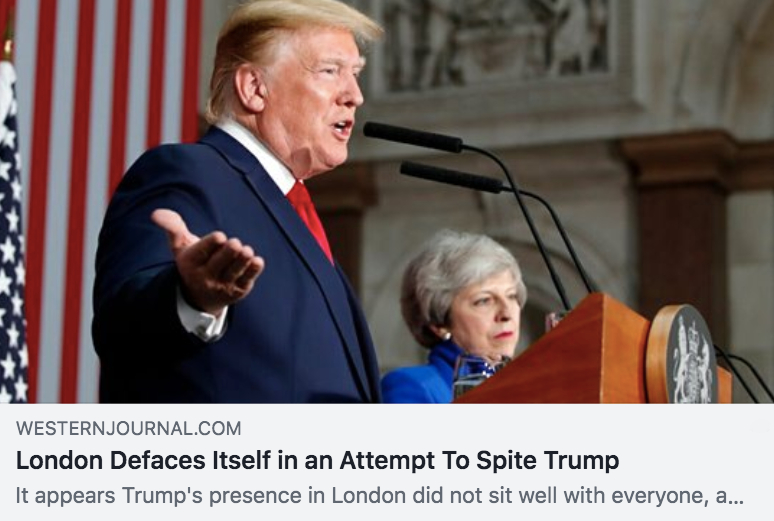 WESTERNJOURNAL.COM
London Defaces Itself in an Attempt To Spite Trump
It appears Trump's presence in London did not sit well with everyone, a...